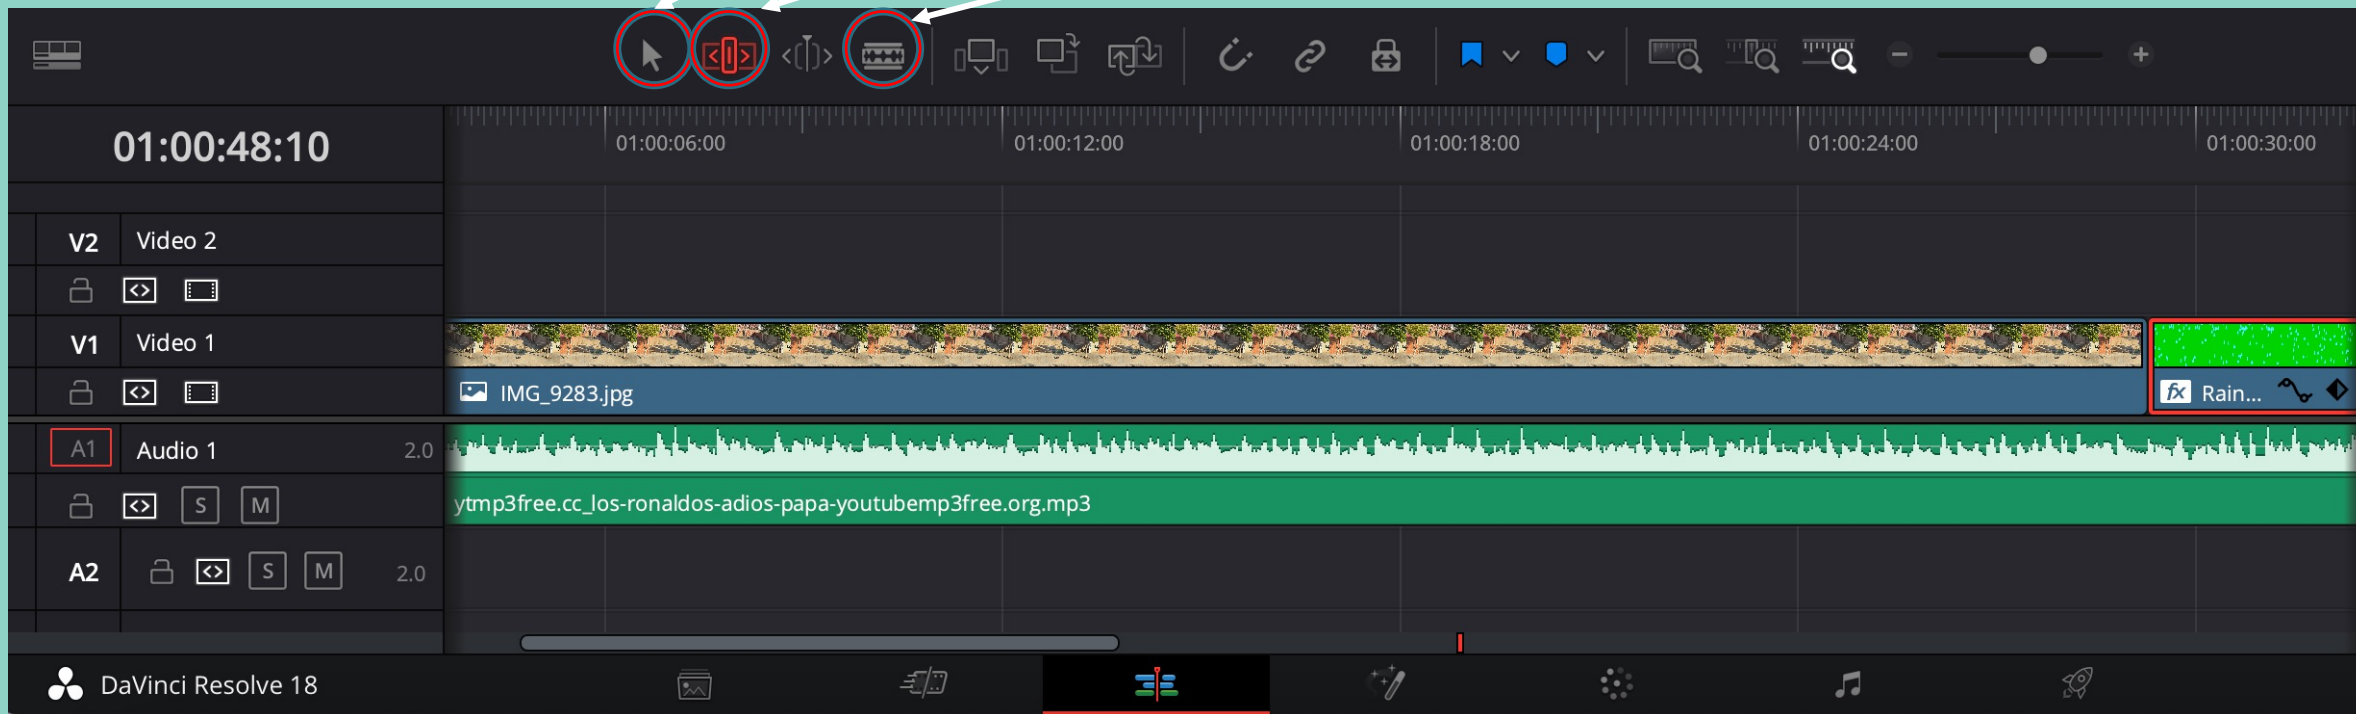 01:00:48:10
01:00:06:00
01:00:12:00
01:00:18:00
01:00:24:00
01:00:30:00
V2 Video 2
V1 Video 1
IMG_9283.jpg
fx Rain...
A1 Audio 1 2.0
S M
ytmp3free.cc_los-ronaldos-adios-papa-youtubemp3free.org.mp3
A2 S M 2.0
DaVinci Resolve 18